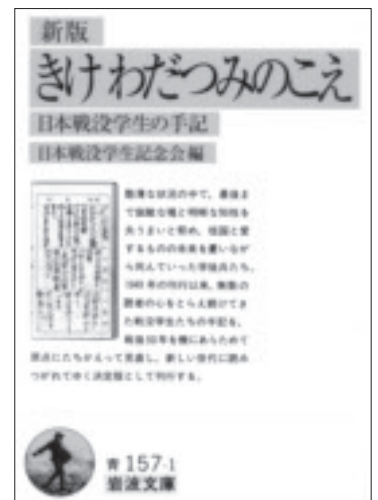 新版
きけ わだつみのこえ
日本戦没学生の手記
日本戦没学生記念会編
酷薄な状況の中で、最後ま
で鋭敏な魂と明晰な知性を
失うまいと努め、祖国と愛
するものの未来を憂いなが
ら死んでいった学徒兵たち。
1949年の刊行以来、無数の
読者の心をとらえ続けてき
た戦没学生たちの手記を、
戦後50年を機にあらためて
原点にたちかえって見直し、新しい世代に読み
つがれてゆく決定版として刊行する。
青 157-1
岩波文庫